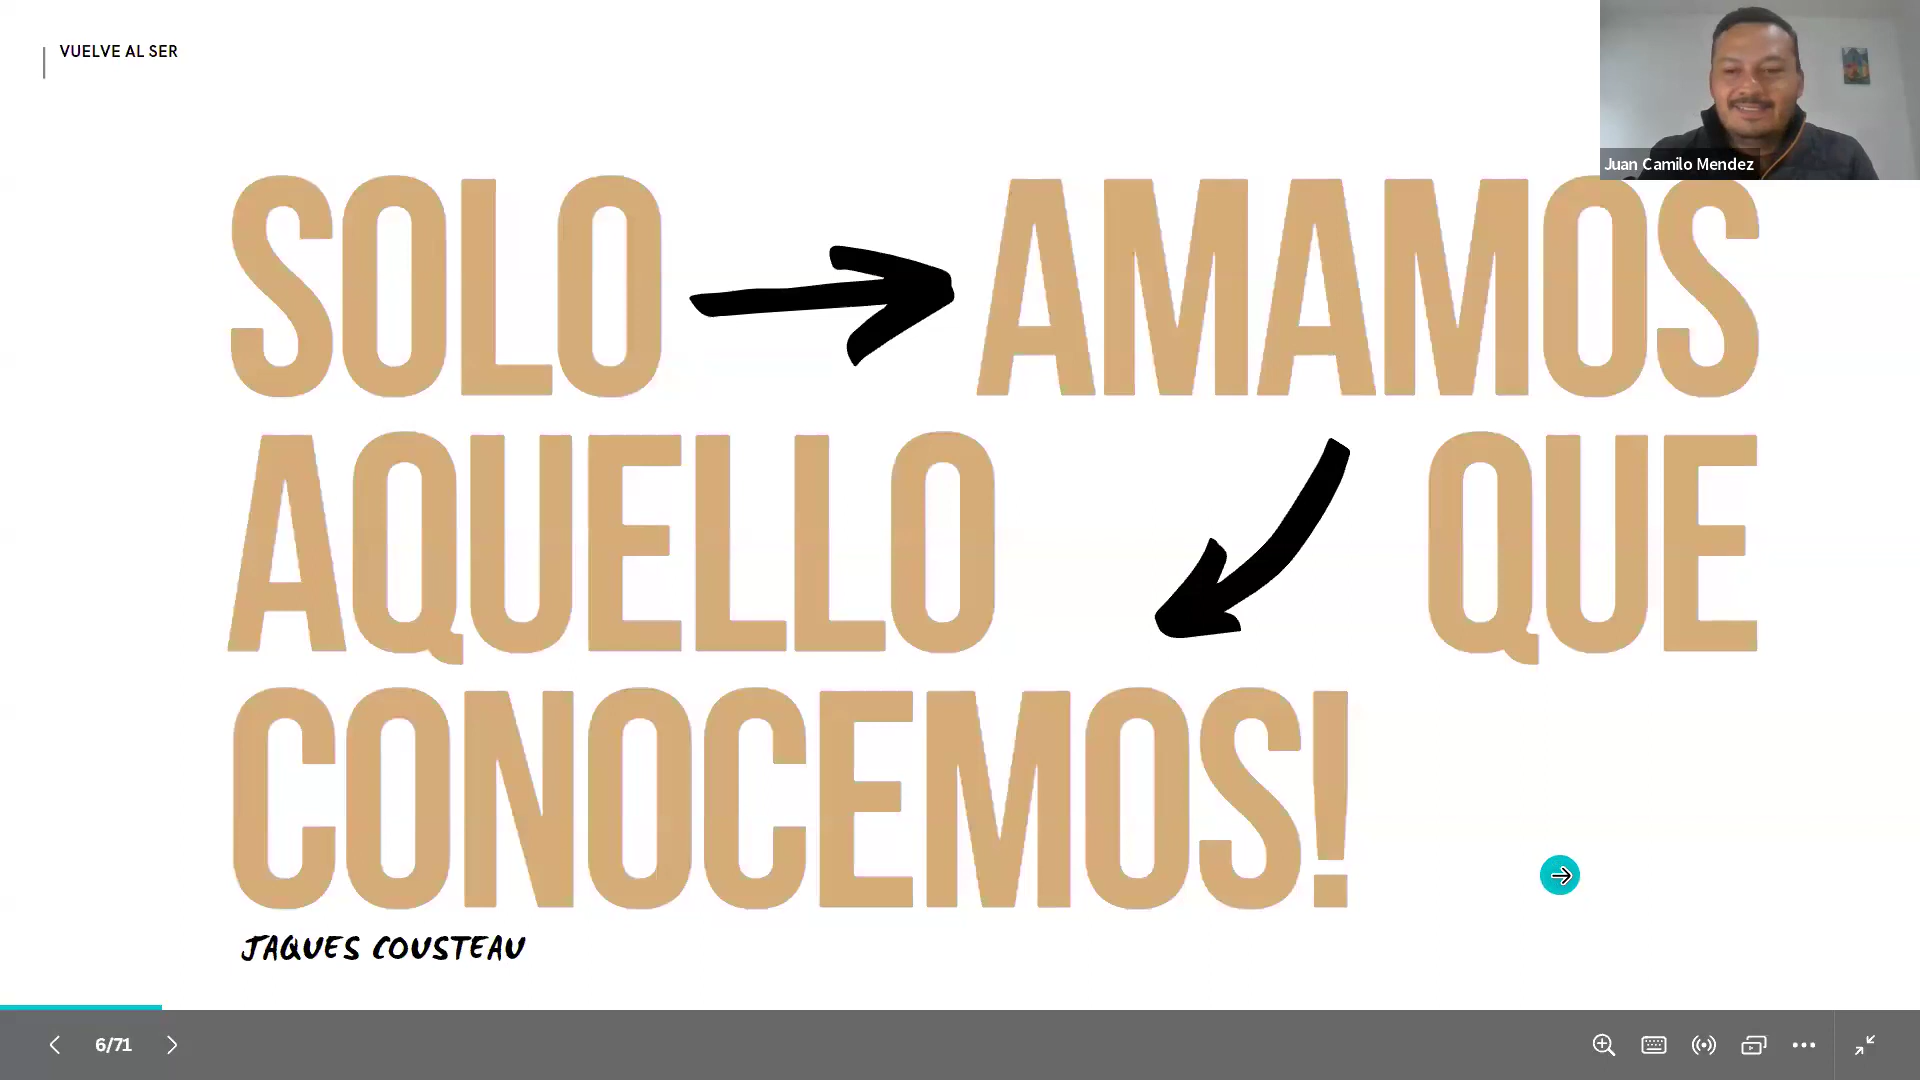 VUELVE AL SER
Juan Camilo Mendez
SOLO AMAMOS
AQUELLO QUE
CONOCEMOS!
JAQUES COUSTEAU
6/71